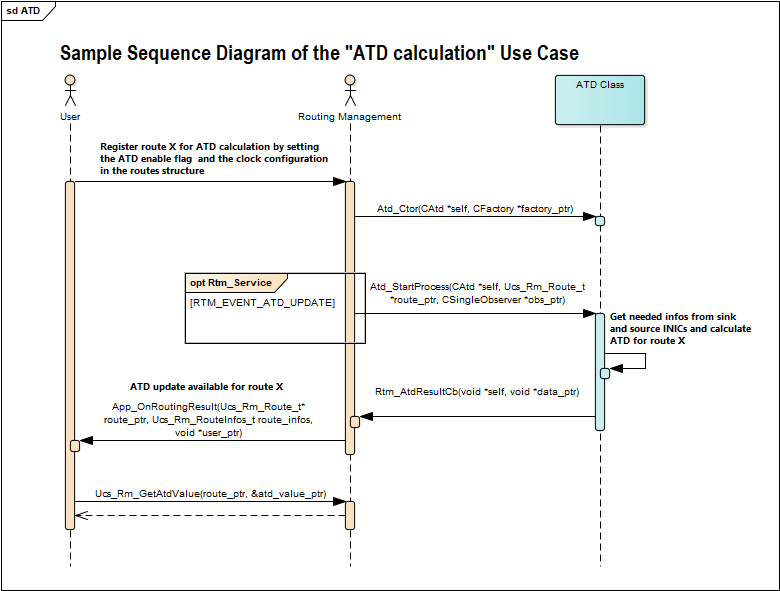 sd ATD
Sample Sequence Diagram of the "ATD calculation" Use Case
User
Routing Management
ATD Class
Register route X for ATD calculation by setting
the ATD enable flag and the clock configuration
in the routes structure
Atd_Ctor(CAtd *self, CFactory *factory_ptr)
opt Rtm_Service
[RTM_EVENT_ATD_UPDATE]
Atd_StartProcess(CAtd *self, Ucs_Rm_Route_t
*route_ptr, CSingleObserver *obs_ptr)
Get needed infos from sink
and source INICs and calculate
ATD for route X
ATD update available for route X
Rtm_AtdResultCb(void *self, void *data_ptr)
App_OnRoutingResult(Ucs_Rm_Route_t*
route_ptr, Ucs_Rm_RouteInfos_t route_infos,
void *user_ptr)
Ucs_Rm_GetAtdValue(route_ptr, &atd_value_ptr)